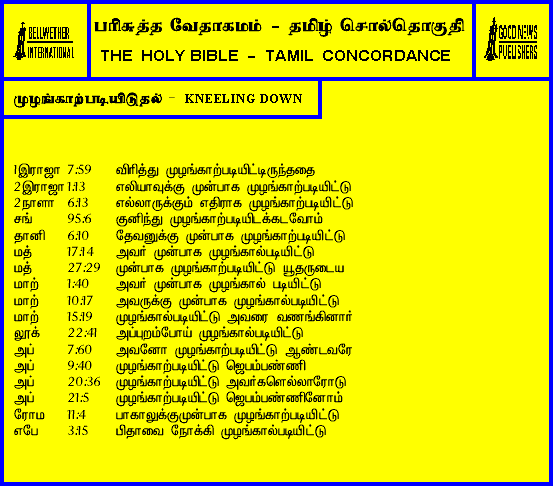 BELLWETHER
INTERNATIONAL
பரிசுத்த வேதாகமம் - தமிழ் சொல்தொகுதி
THE HOLY BIBLE - TAMIL CONCORDANCE
GOOD NEWS
PUBLISHERS
முழங்காற்படியிடுதல் - KNEELING DOWN
1இராஜா 7:59 விரித்து முழங்காற்படியிட்டிருந்ததை
2இராஜா 1:13 எலியாவுக்கு முன்பாக முழங்காற்படியிட்டு
2நாளா 6:13 எல்லாருக்கும் எதிராக முழங்காற்படியிட்டு
சங் 95:6 குனிந்து முழங்காற்படியிடக்கடவோம்
தானி 6:10 தேவனுக்கு முன்பாக முழங்காற்படியிட்டு
மத் 17:14 அவர் முன்பாக முழங்கால்படியிட்டு
மத் 27:29 முன்பாக முழங்காற்படியிட்டு யூதருடைய
மாற் 1:40 அவர் முன்பாக முழங்கால் படியிட்டு
மாற் 10:17 அவருக்கு முன்பாக முழங்கால்படியிட்டு
மாற் 15:19 முழங்கால்படியிட்டு அவரை வணங்கினார்
லூக் 22:41 அப்புறம்போய் முழங்கால்படியிட்டு
அப் 7:60 அவனோ முழங்காற்படியிட்டு ஆண்டவரே
அப் 9:40 முழங்காற்படியிட்டு ஜெபம்பண்ணி
அப் 20:36 முழங்காற்படியிட்டு அவர்களெல்லாரோடு
அப் 21:5 முழங்காற்படியிட்டு ஜெபம்பண்ணினோம்
ரோம 11:4 பாகாலுக்குமுன்பாக முழங்காற்படியிட்டு
எபே 3:15 பிதாவை நோக்கி முழங்கால்படியிட்டு